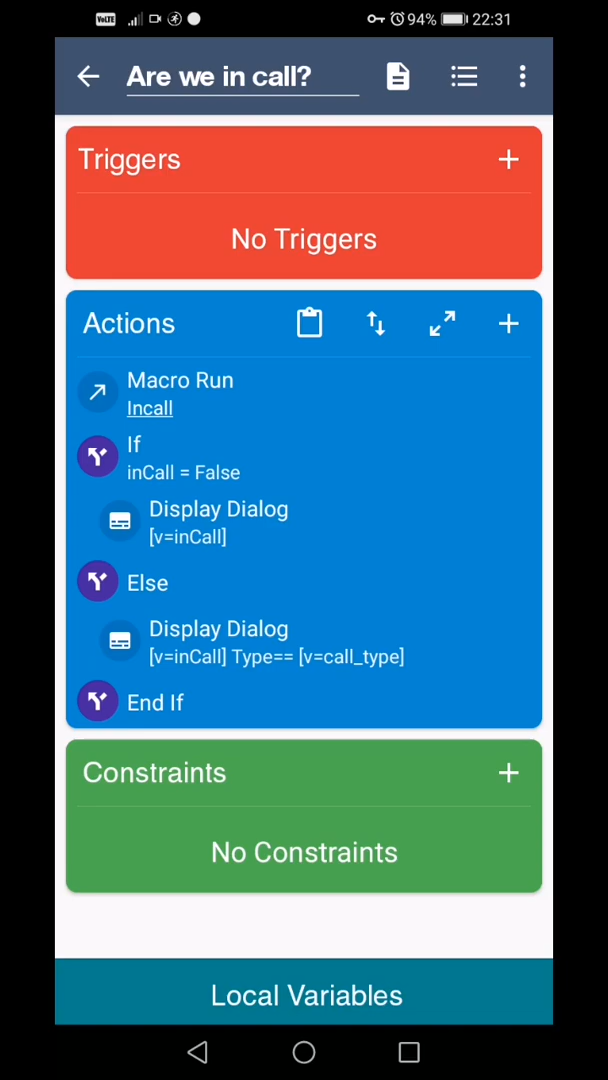 VoLTE 94% 22:31
Are we in call?
Triggers
No Triggers
Actions
Macro Run
Incall
If
inCall = False
Display Dialog
[v=inCall]
Else
Display Dialog
[v=inCall] Type== [v=call_type]
End If
Constraints
No Constraints
Local Variables